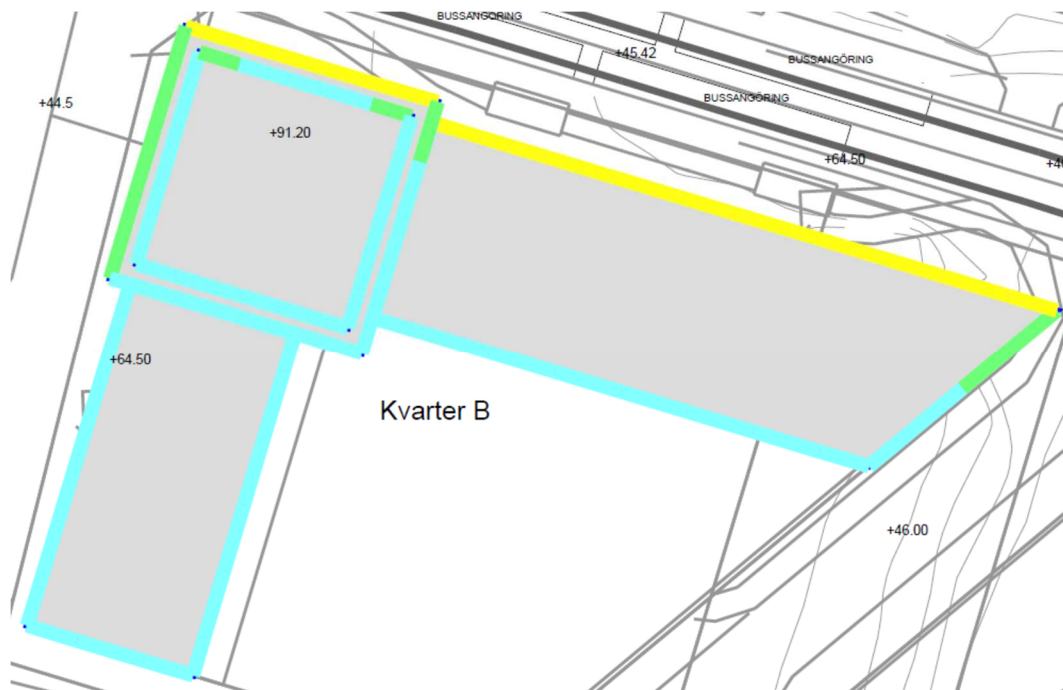 BUSSANGÖRING
+45.42
BUSSANGÖRING
BUSSANGÖRING
+44.5
+91.20
+64.50
+64.50
Kvarter B
+46.00